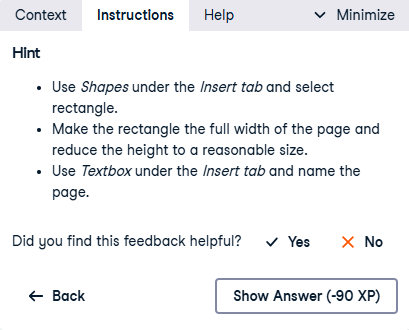 Context Instructions Help Minimize
Hint
• Use Shapes under the Insert tab and select
rectangle.
• Make the rectangle the full width of the page and
reduce the height to a reasonable size.
• Use Textbox under the Insert tab and name the
page.
Did you find this feedback helpful? Yes No
Back Show Answer (-90 XP)